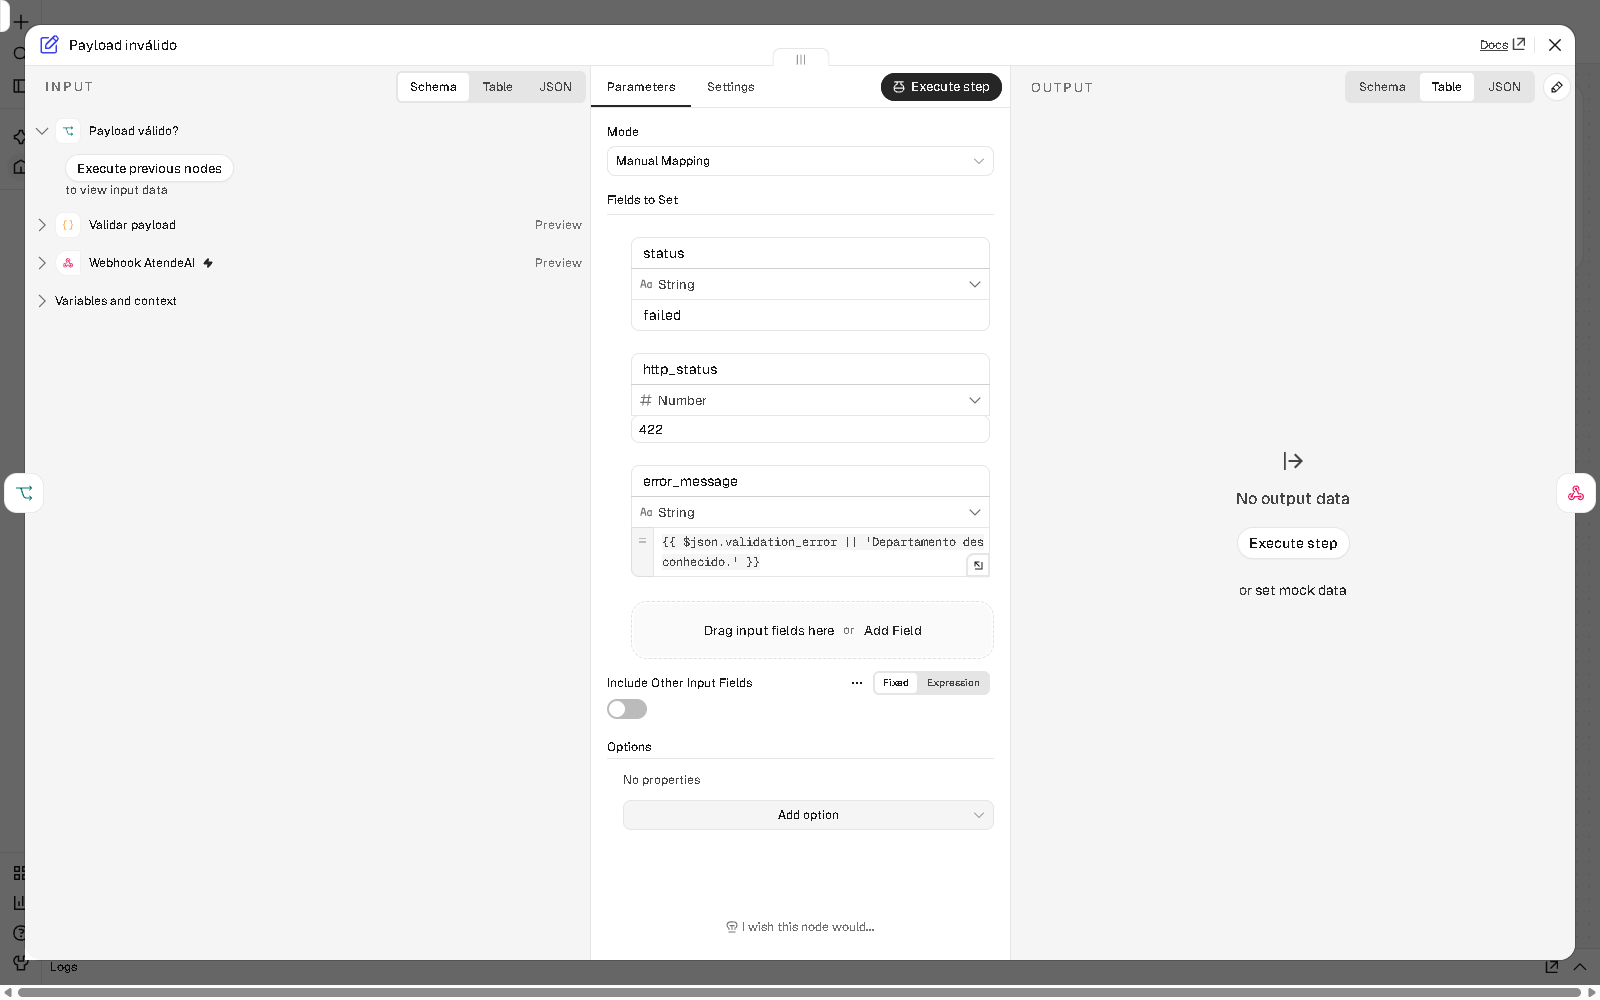 Payload inválido
Docs
INPUT
Schema
Table
JSON
Payload válido?
Execute previous nodes
to view input data
Validar payload
Preview
Webhook AtendeAI
Preview
Variables and context
Parameters
Settings
Execute step
Mode
Manual Mapping
Fields to Set
status
Aa String
failed
http_status
# Number
422
error_message
Aa String
= {{ $json.validation_error || 'Departamento des
conhecido.' }}
Drag input fields here or Add Field
Include Other Input Fields
Fixed
Expression
Options
No properties
Add option
I wish this node would...
OUTPUT
Schema
Table
JSON
No output data
Execute step
or set mock data
Logs